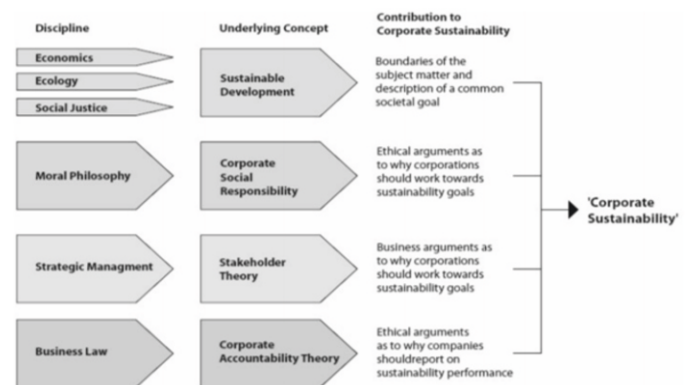 Discipline
Underlying Concept
Contribution to
Corporate Sustainability
Economics
Ecology
Social Justice
Sustainable
Development
Boundaries of the
subject matter and
description of a common
societal goal
Moral Philosophy
Corporate
Social
Responsibility
Ethical arguments as
to why corporations
should work towards
sustainability goals
'Corporate
Sustainability'
Strategic Managment
Stakeholder
Theory
Business arguments as
to why corporations
should work towards
sustainability goals
Business Law
Corporate
Accountability Theory
Ethical arguments
as to why companies
shouldreport on
sustainability performance